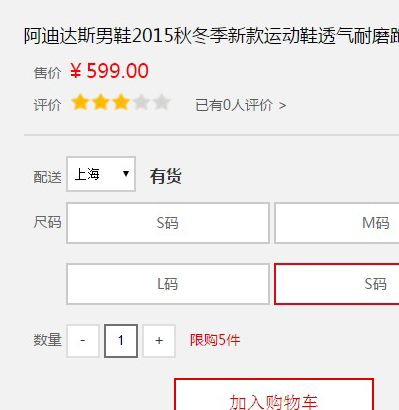 阿迪达斯男鞋2015秋冬季新款运动鞋透气耐磨
售价 ¥ 599.00
评价 已有0人评价 >
配送 上海 ▼ 有货
尺码 S码 M码
L码 S码
数量 - 1 + 限购5件
加入购物车